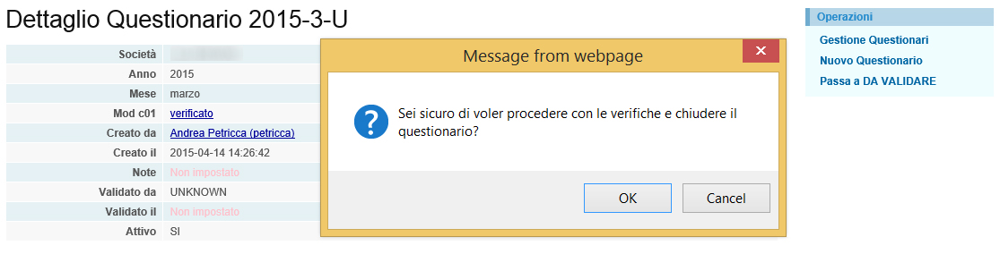 Dettaglio Questionario 2015-3-U
Società
Anno 2015
Mese marzo
Mod c01 verificato
Creato da Andrea Petricca (petricca)
Creato il 2015-04-14 14:26:42
Note Non impostato
Validato da UNKNOWN
Validato il Non impostato
Attivo SI
Message from webpage
Sei sicuro di voler procedere con le verifiche e chiudere il
questionario?
OK Cancel
Operazioni
Gestione Questionari
Nuovo Questionario
Passa a DA VALIDARE